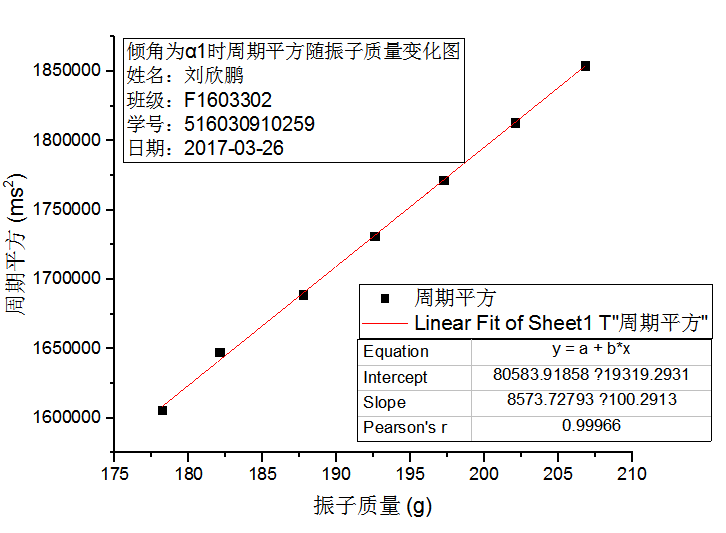 倾角为α1时周期平方随振子质量变化图
姓名：刘欣鹏
班级：F1603302
学号：516030910259
日期：2017-03-26
周期平方 (ms²)
1850000
1800000
1750000
1700000
1650000
1600000
周期平方
Linear Fit of Sheet1 T"周期平方"
Equation y = a + b*x
Intercept 80583.91858 ?19319.2931
Slope 8573.72793 ?100.2913
Pearson's r 0.99966
175 180 185 190 195 200 205 210
振子质量 (g)